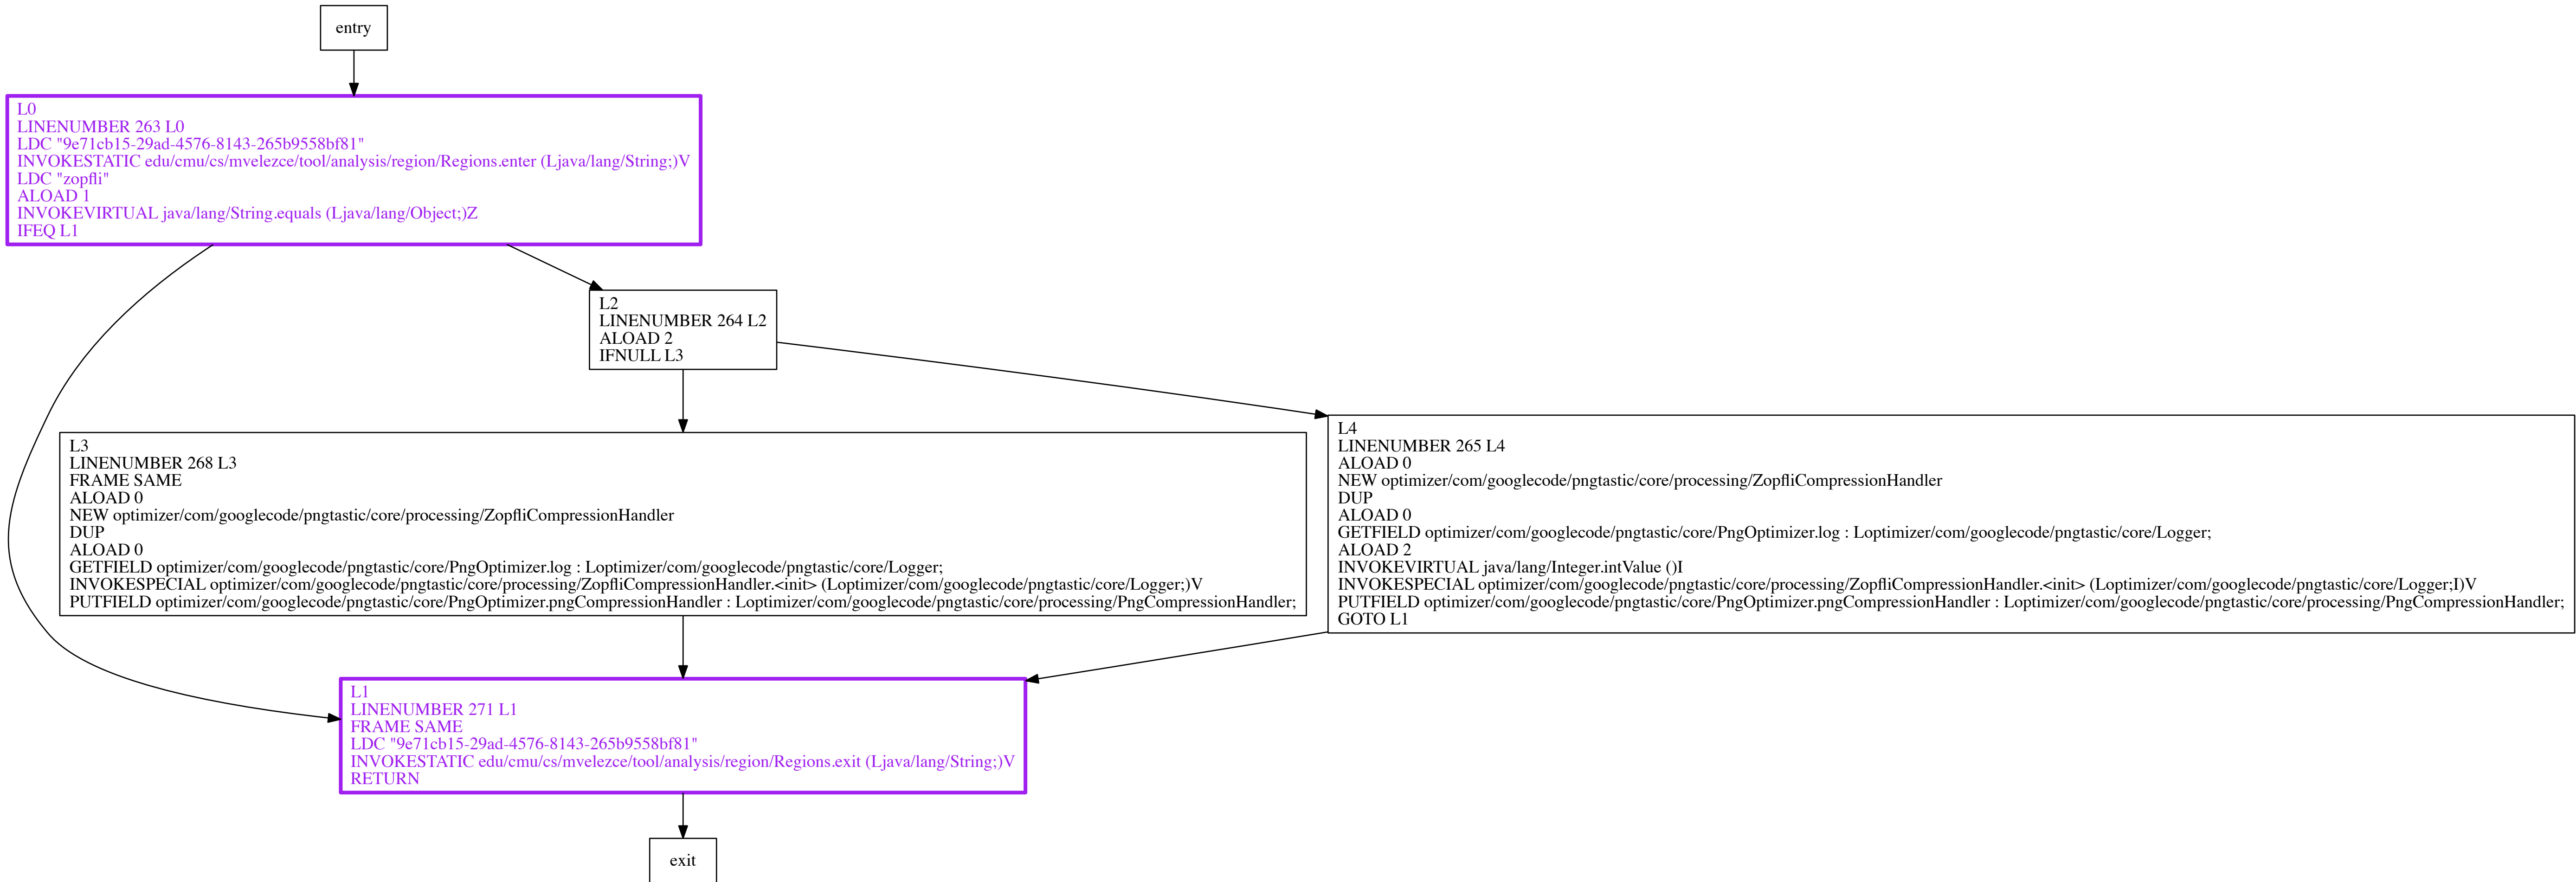 entry
L0
LINENUMBER 263 L0
LDC "9e71cb15-29ad-4576-8143-265b9558bf81"
INVOKESTATIC edu/cmu/cs/mvelezce/tool/analysis/region/Regions.enter (Ljava/lang/String;)V
LDC "zopfli"
ALOAD 1
INVOKEVIRTUAL java/lang/String.equals (Ljava/lang/Object;)Z
IFEQ L1
L2
LINENUMBER 264 L2
ALOAD 2
IFNULL L3
L3
LINENUMBER 268 L3
FRAME SAME
ALOAD 0
NEW optimizer/com/googlecode/pngtastic/core/processing/ZopfliCompressionHandler
DUP
ALOAD 0
GETFIELD optimizer/com/googlecode/pngtastic/core/PngOptimizer.log : Loptimizer/com/googlecode/pngtastic/core/Logger;
INVOKESPECIAL optimizer/com/googlecode/pngtastic/core/processing/ZopfliCompressionHandler.<init> (Loptimizer/com/googlecode/pngtastic/core/Logger;)V
PUTFIELD optimizer/com/googlecode/pngtastic/core/PngOptimizer.pngCompressionHandler : Loptimizer/com/googlecode/pngtastic/core/processing/PngCompressionHandler;
L4
LINENUMBER 265 L4
ALOAD 0
NEW optimizer/com/googlecode/pngtastic/core/processing/ZopfliCompressionHandler
DUP
ALOAD 0
GETFIELD optimizer/com/googlecode/pngtastic/core/PngOptimizer.log : Loptimizer/com/googlecode/pngtastic/core/Logger;
ALOAD 2
INVOKEVIRTUAL java/lang/Integer.intValue ()I
INVOKESPECIAL optimizer/com/googlecode/pngtastic/core/processing/ZopfliCompressionHandler.<init> (Loptimizer/com/googlecode/pngtastic/core/Logger;I)V
PUTFIELD optimizer/com/googlecode/pngtastic/core/PngOptimizer.pngCompressionHandler : Loptimizer/com/googlecode/pngtastic/core/processing/PngCompressionHandler;
GOTO L1
L1
LINENUMBER 271 L1
FRAME SAME
LDC "9e71cb15-29ad-4576-8143-265b9558bf81"
INVOKESTATIC edu/cmu/cs/mvelezce/tool/analysis/region/Regions.exit (Ljava/lang/String;)V
RETURN
exit